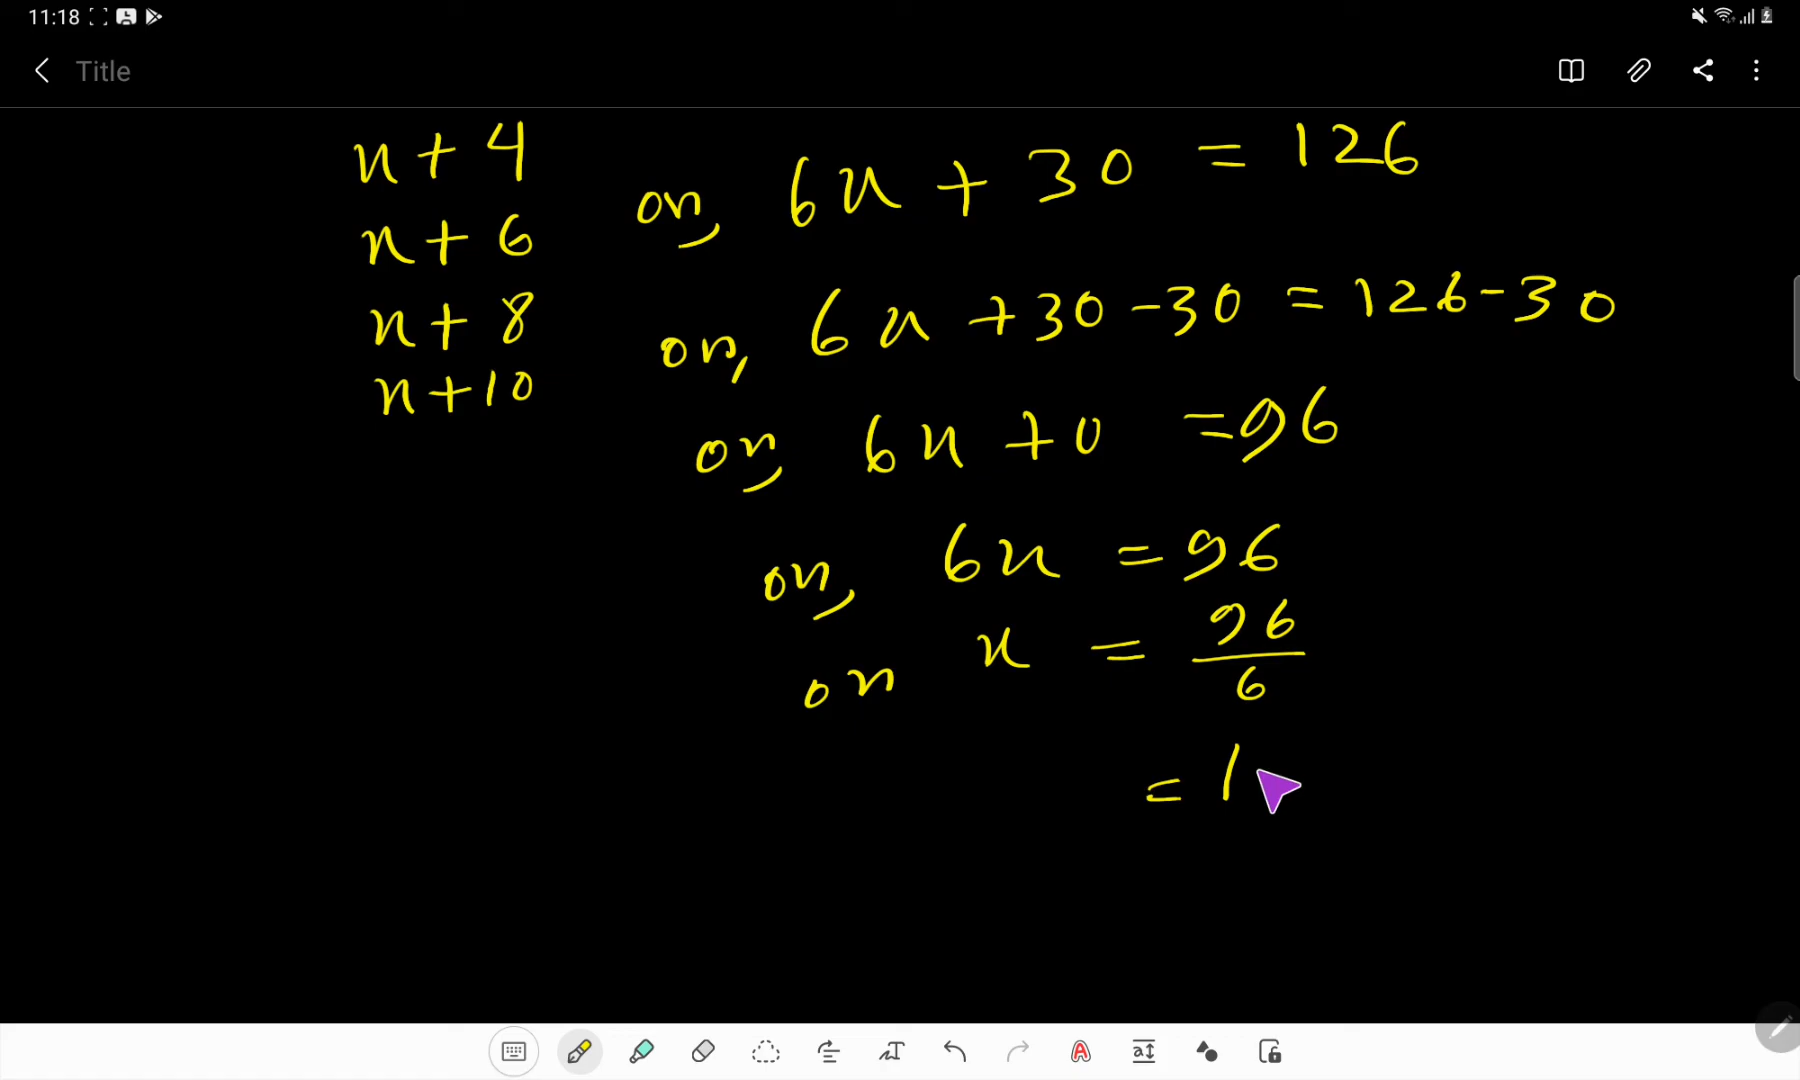 11:18
Title
x + 4
x + 6
x + 8
x + 10
or, 6x + 30 = 126
or, 6x + 30 - 30 = 126 - 30
or, 6x + 0 = 96
or, 6x = 96
or x = 96/6
= 1